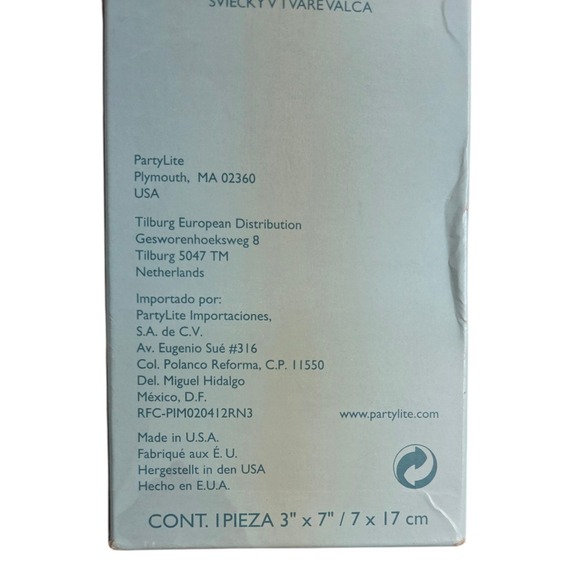 SVIEČKY V TVARE VALCA
PartyLite
Plymouth, MA 02360
USA
Tilburg European Distribution
Gesworenhoeksweg 8
Tilburg 5047 TM
Netherlands
Importado por:
PartyLite Importaciones,
S.A. de C.V.
Av. Eugenio Sué #316
Col. Polanco Reforma, C.P. 11550
Del. Miguel Hidalgo
México, D.F.
RFC-PIM020412RN3
www.partylite.com
Made in U.S.A.
Fabriqué aux É. U.
Hergestellt in den USA
Hecho en E.U.A.
CONT. 1PIEZA 3" x 7" / 7 x 17 cm